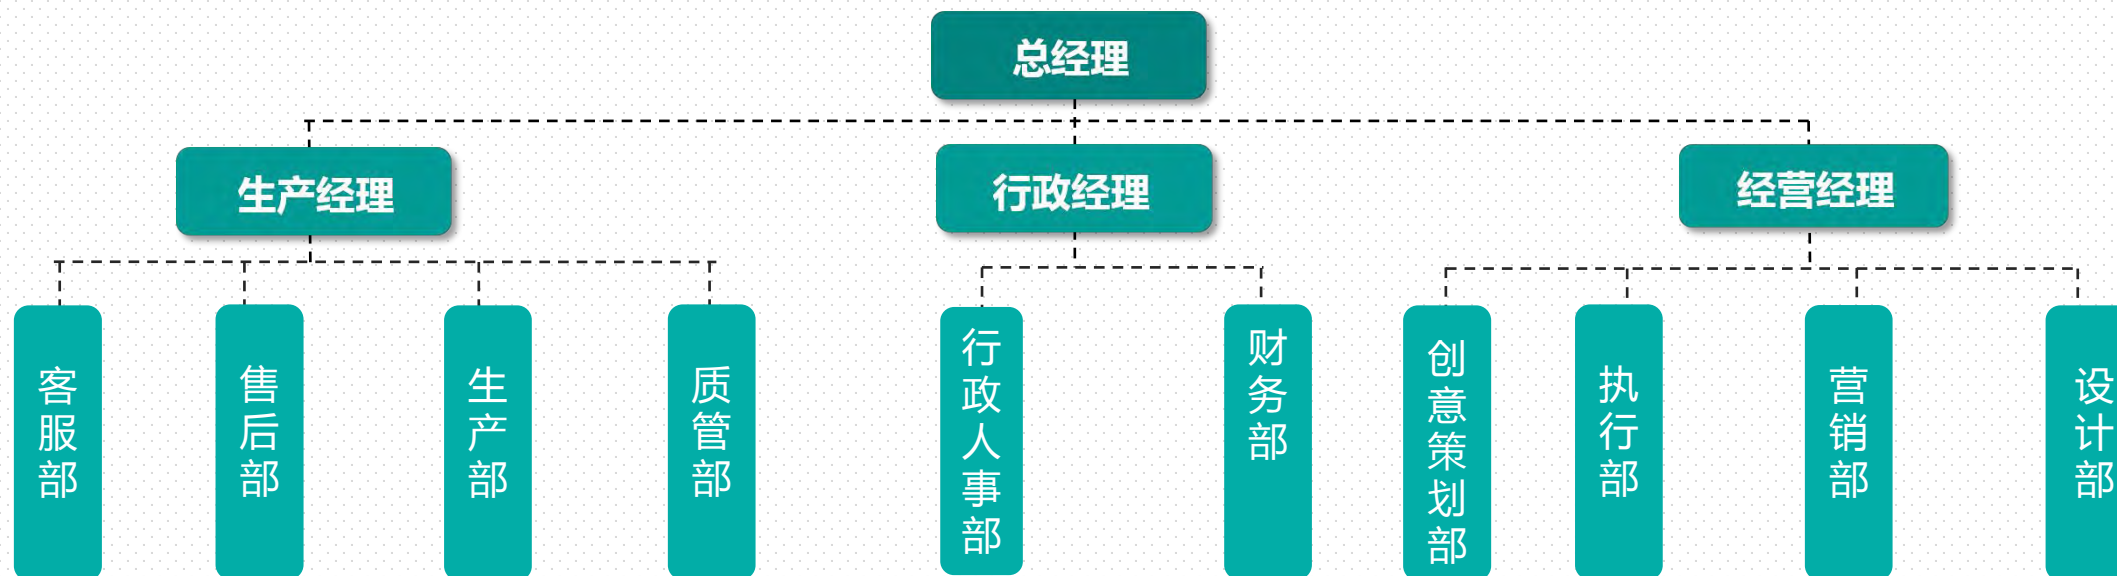 总经理
生产经理
行政经理
经营经理
客服部
售后部
生产部
质管部
行政人事部
财务部
创意策划部
执行部
营销部
设计部